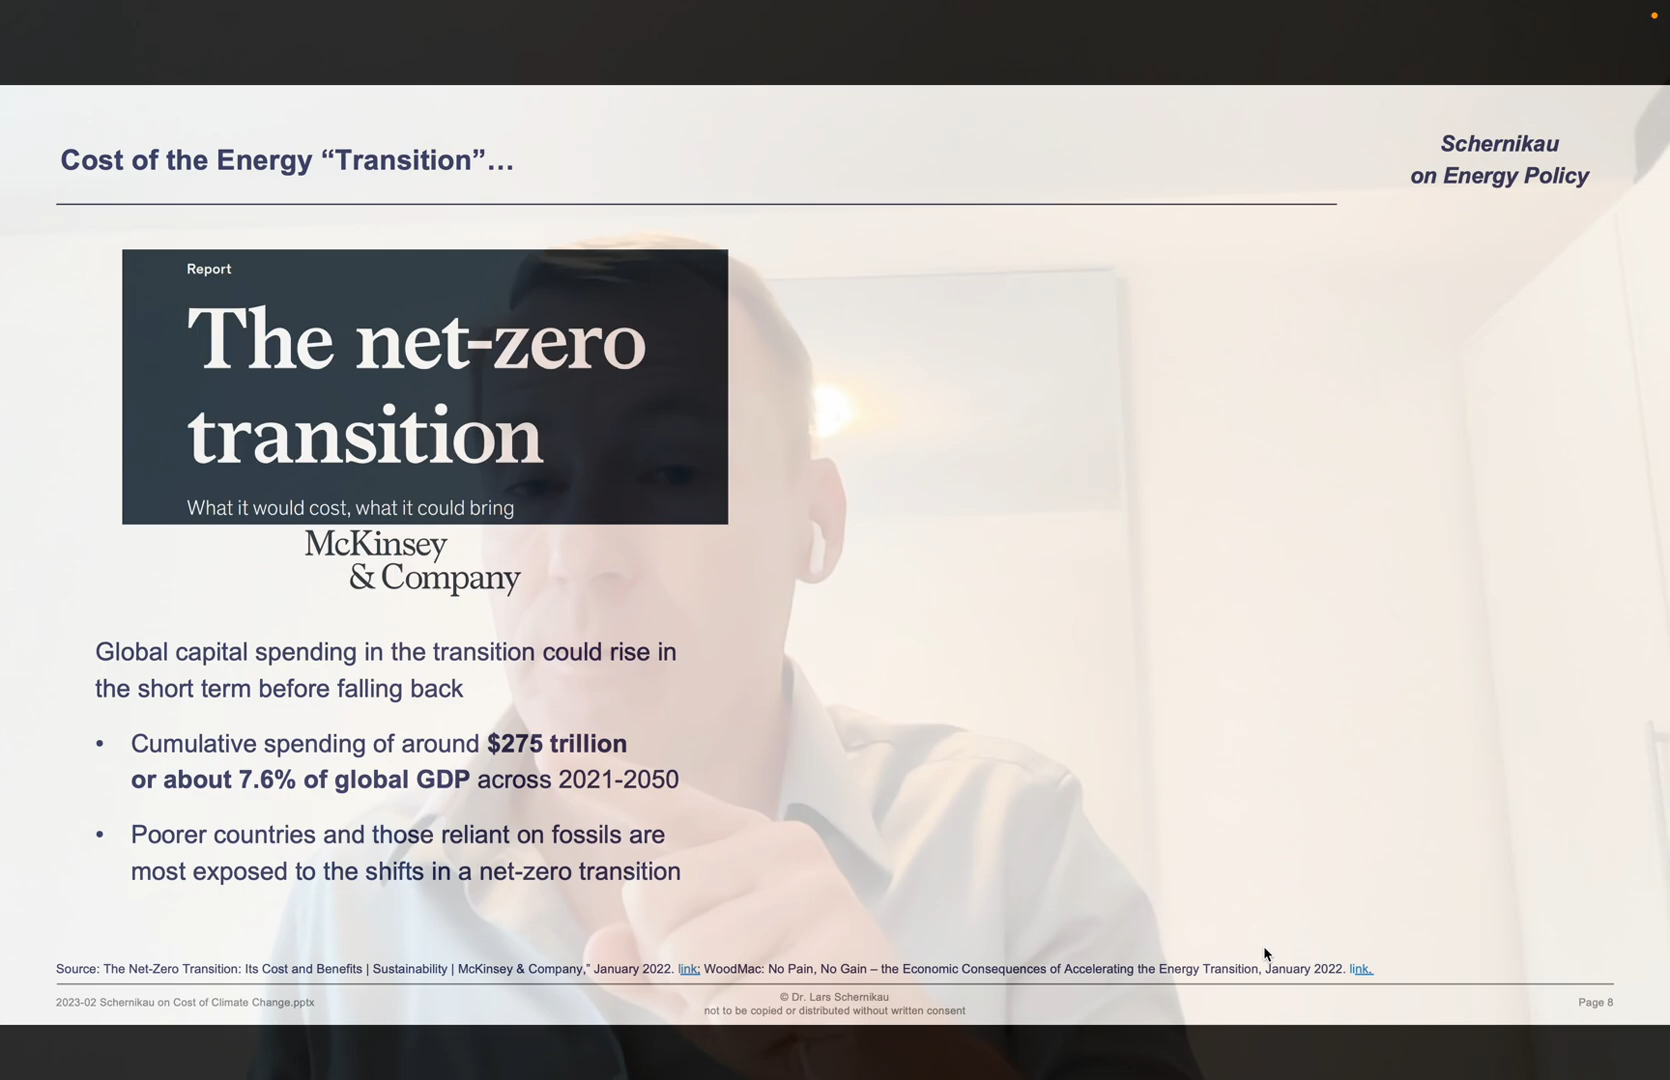 Cost of the Energy “Transition”…
Schernikau
on Energy Policy
Report
The net-zero
transition
What it would cost, what it could bring
McKinsey
& Company
Global capital spending in the transition could rise in
the short term before falling back
• Cumulative spending of around $275 trillion
or about 7.6% of global GDP across 2021-2050
• Poorer countries and those reliant on fossils are
most exposed to the shifts in a net-zero transition
Source: The Net-Zero Transition: Its Cost and Benefits | Sustainability | McKinsey & Company,” January 2022. link; WoodMac: No Pain, No Gain – the Economic Consequences of Accelerating the Energy Transition, January 2022. link.
2023-02 Schernikau on Cost of Climate Change.pptx
© Dr. Lars Schernikau
not to be copied or distributed without written consent
Page 8